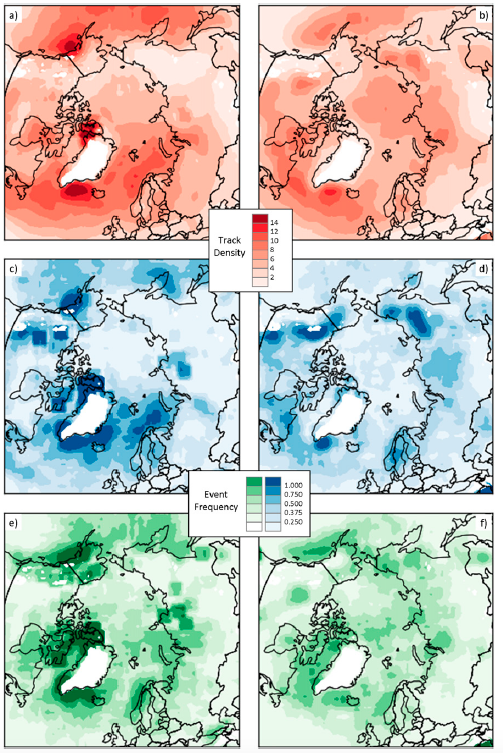 a)
b)
Track
Density
14
12
10
8
6
4
2
c)
d)
Event
Frequency
1.000
0.750
0.500
0.375
0.250
e)
f)